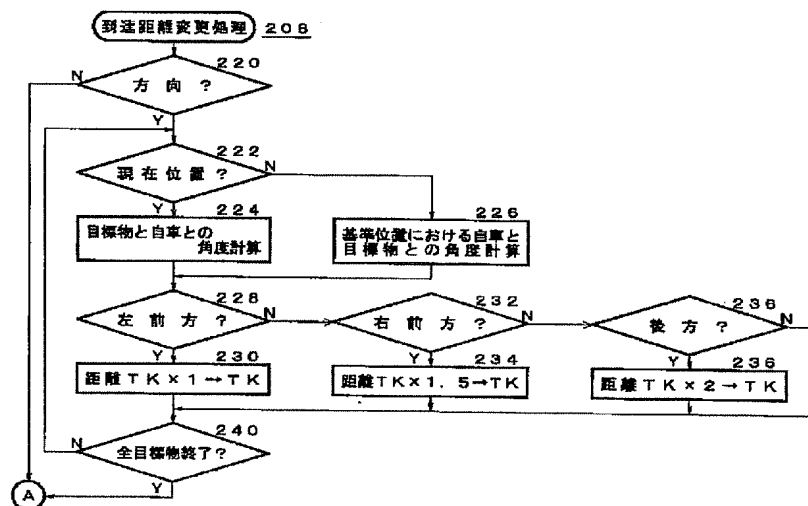 到達距離変更処理 208
220
方向?
N
Y
222
現在位置?
N
Y
224
目標物と自車との
角度計算
226
基準位置における自車と
目標物との角度計算
228
左前方?
N
Y
232
右前方?
N
Y
236
後方?
N
Y
230
距離TK×1→TK
234
距離TK×1.5→TK
236
距離TK×2→TK
240
全目標物終了?
N
Y
A